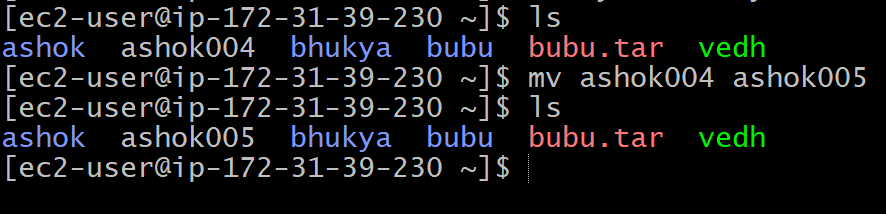 [ec2-user@ip-172-31-39-230 ~]$ ls
ashok  ashok004  bhukya  bubu  bubu.tar  vedh
[ec2-user@ip-172-31-39-230 ~]$ mv ashok004 ashok005
[ec2-user@ip-172-31-39-230 ~]$ ls
ashok  ashok005  bhukya  bubu  bubu.tar  vedh
[ec2-user@ip-172-31-39-230 ~]$